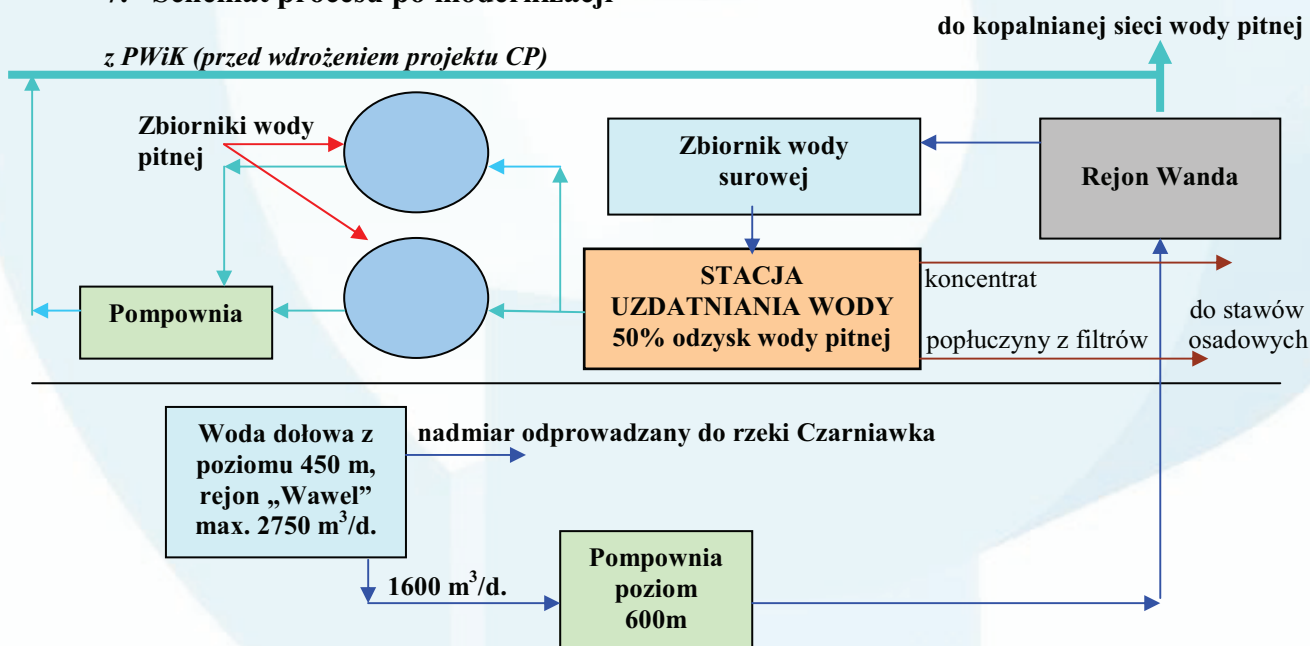 7. Schemat procesu po modernizacji
do kopalnianej sieci wody pitnej
z PWiK (przed wdrożeniem projektu CP)
Zbiorniki wody
pitnej
Zbiornik wody
surowej
Rejon Wanda
STACJA
UZDATNIANIA WODY
50% odzysk wody pitnej
koncentrat
popłuczyny z filtrów
do stawów
osadowych
Pompownia
Woda dołowa z
poziomu 450 m,
rejon „Wawel”
max. 2750 m³/d.
nadmiar odprowadzany do rzeki Czarniawka
1600 m³/d.
Pompownia
poziom
600m